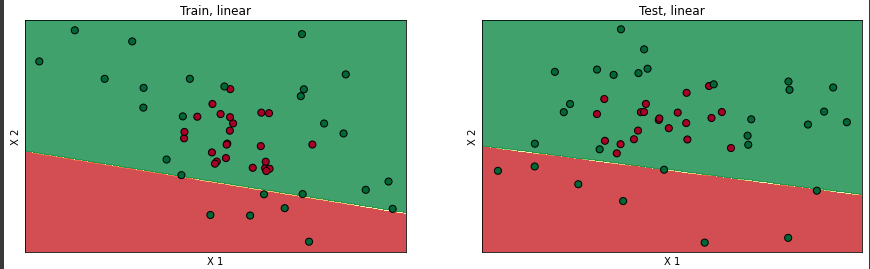 Train, linear
Test, linear
X 2
X 2
X 1
X 1